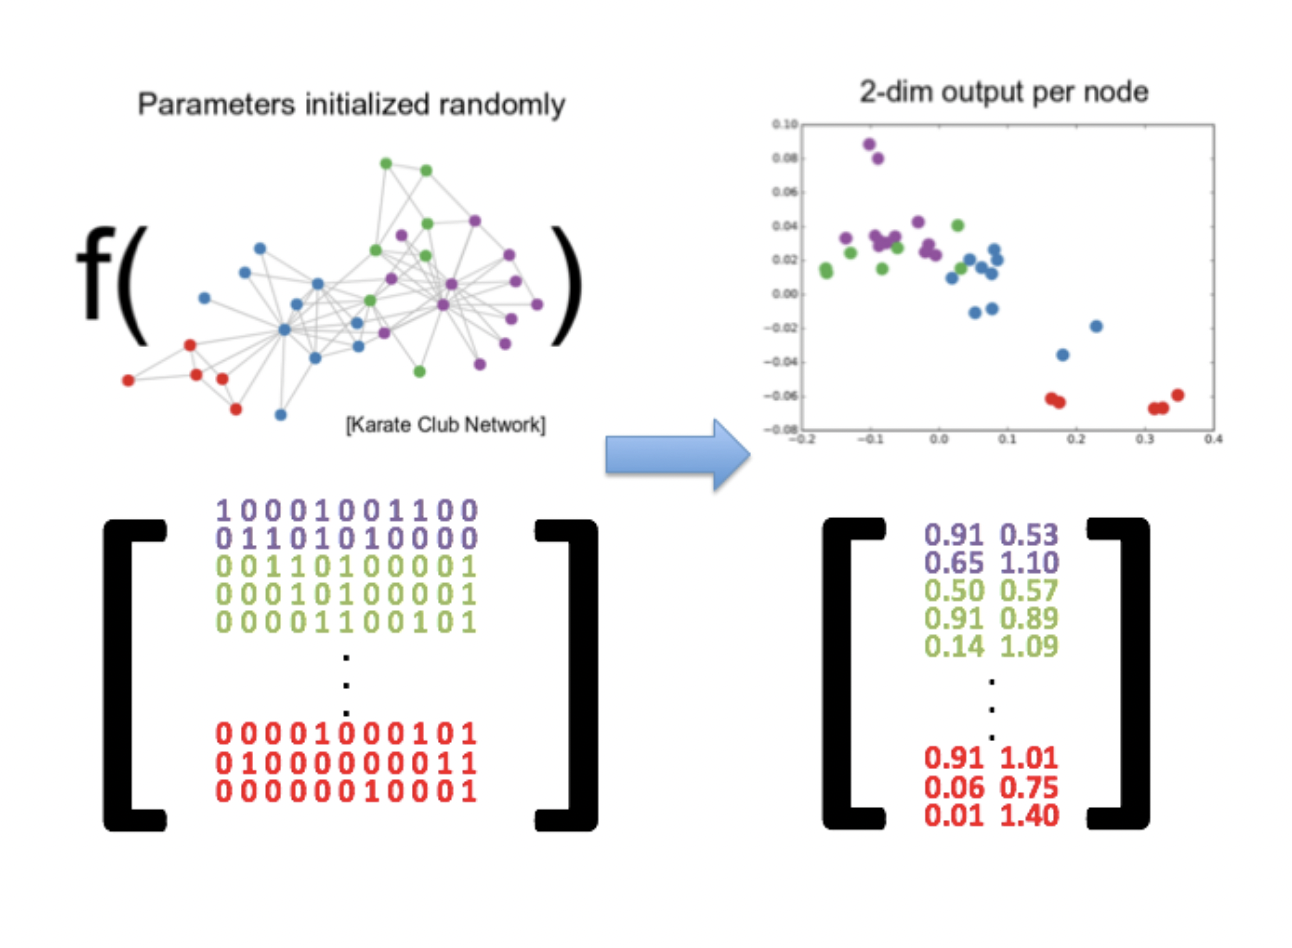 Parameters initialized randomly
f( )
[Karate Club Network]
2-dim output per node
0.10
0.08
0.06
0.04
0.02
0.00
−0.02
−0.04
−0.06
−0.08
−0.2 −0.1 0.0 0.1 0.2 0.3 0.4
1 0 0 0 1 0 0 1 1 0 0
0 1 1 0 1 0 1 0 0 0 0
0 0 1 1 0 1 0 0 0 0 1
0 0 0 1 0 1 0 0 0 0 1
0 0 0 0 1 1 0 0 1 0 1
.
.
.
0 0 0 0 1 0 0 0 1 0 1
0 1 0 0 0 0 0 0 0 1 1
0 0 0 0 0 0 1 0 0 0 1
0.91 0.53
0.65 1.10
0.50 0.57
0.91 0.89
0.14 1.09
.
.
.
0.91 1.01
0.06 0.75
0.01 1.40